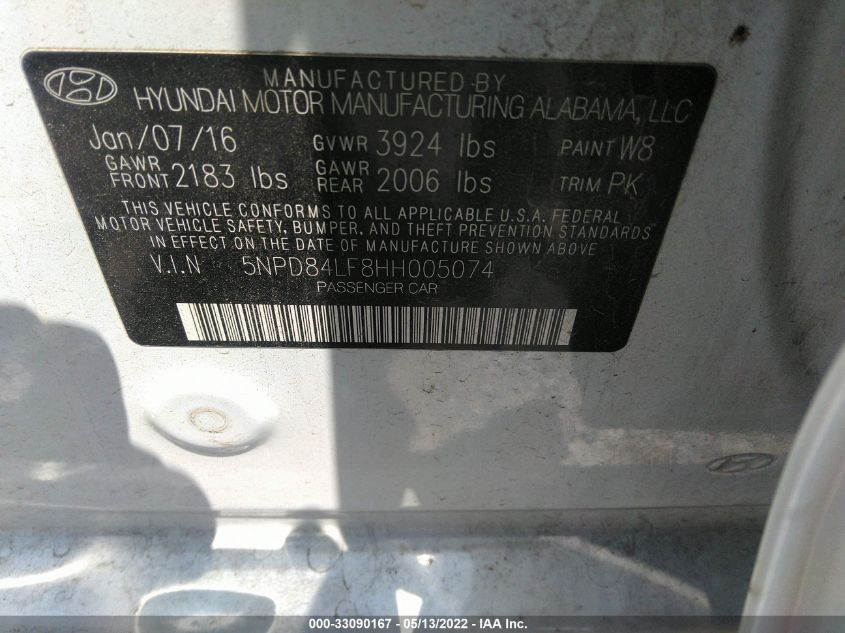 MANUFACTURED BY
HYUNDAI MOTOR MANUFACTURING ALABAMA, LLC
Jan/07/16 GVWR 3924 lbs PAINT W8
GAWR FRONT 2183 lbs GAWR REAR 2006 lbs TRIM PK
THIS VEHICLE CONFORMS TO ALL APPLICABLE U.S.A. FEDERAL
MOTOR VEHICLE SAFETY, BUMPER, AND THEFT PREVENTION STANDARDS
IN EFFECT ON THE DATE OF MANUFACTURE SHOWN ABOVE
V.I.N 5NPD84LF8HH005074
PASSENGER CAR
000-33090167 - 05/13/2022 - IAA Inc.